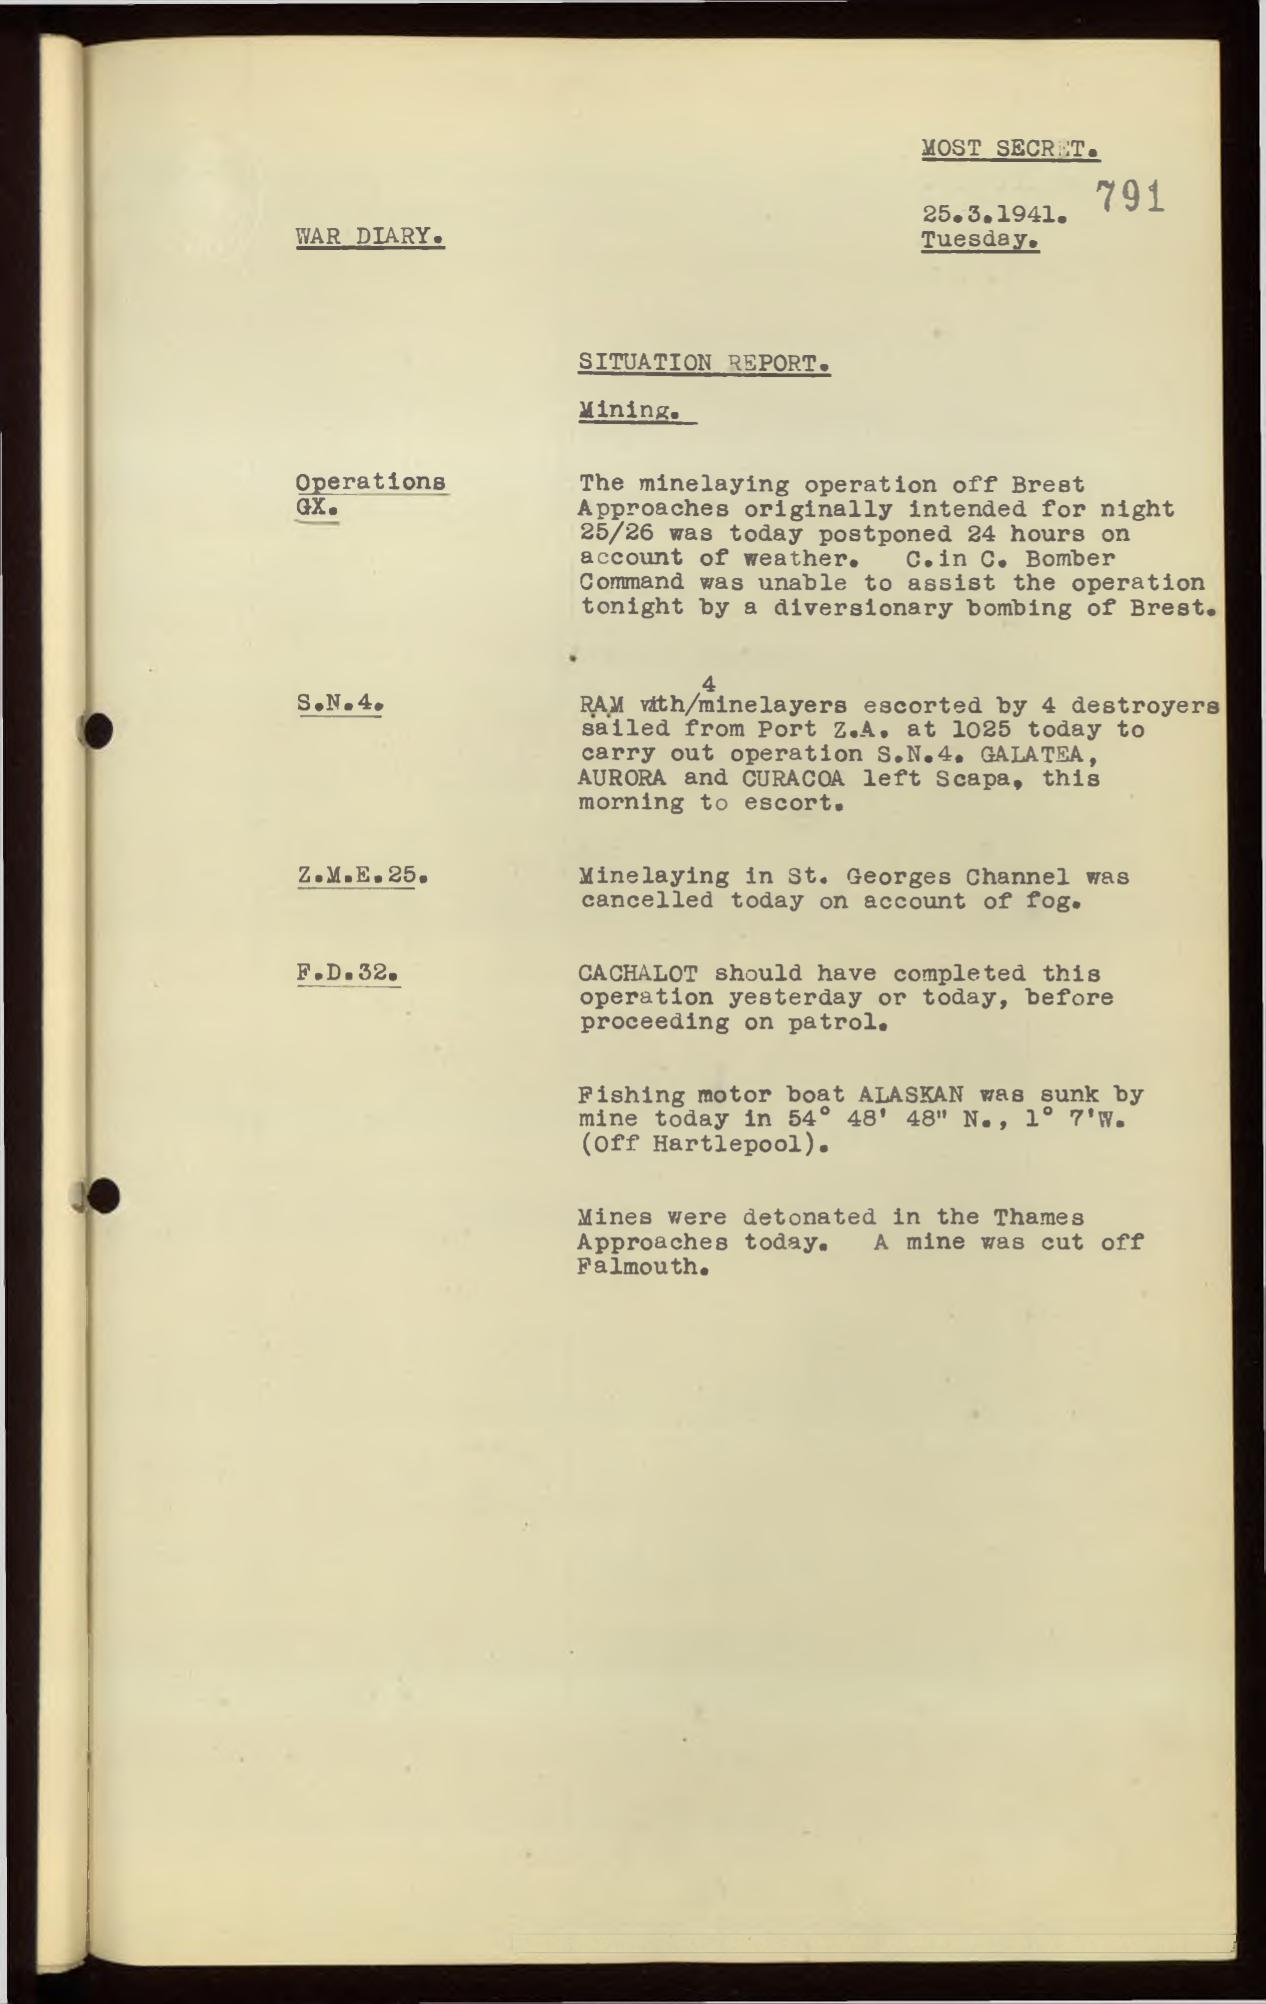 MOST SECRET.
791
25.3.1941.
WAR DIARY.
Tuesday.
SITUATION REPORT.
Mining.
Operations
GX.
The minelaying operation off Brest
Approaches originally intended for night
25/26 was today postponed 24 hours on
account of weather. C.in C. Bomber
Command was unable to assist the operation
tonight by a diversionary bombing of Brest.
S.N.4.
4
RAM with/minelayers escorted by 4 destroyers
sailed from Port Z.A. at 1025 today to
carry out operation S.N.4. GALATEA,
AURORA and CURACOA left Scapa, this
morning to escort.
Z.M.E.25.
Minelaying in St. Georges Channel was
cancelled today on account of fog.
F.D.32.
CACHALOT should have completed this
operation yesterday or today, before
proceeding on patrol.
Fishing motor boat ALASKAN was sunk by
mine today in 54° 48' 48" N., 1° 7'W.
(Off Hartlepool).
Mines were detonated in the Thames
Approaches today. A mine was cut off
Falmouth.